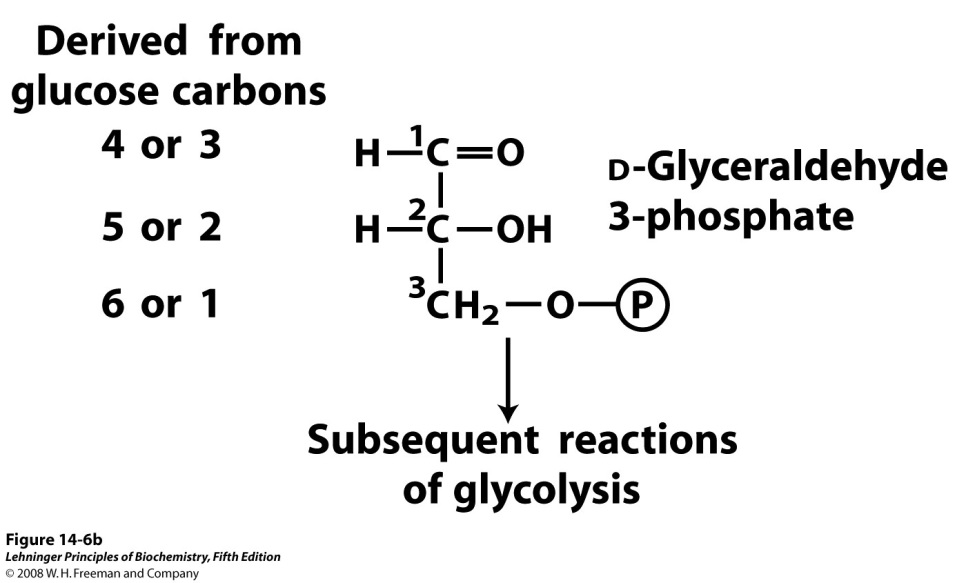 Derived from
glucose carbons
4 or 3
H—¹C=O
D-Glyceraldehyde
3-phosphate
5 or 2
H—²C—OH
6 or 1
³CH₂—O—Ⓟ
Subsequent reactions
of glycolysis
Figure 14-6b
Lehninger Principles of Biochemistry, Fifth Edition
© 2008 W. H. Freeman and Company